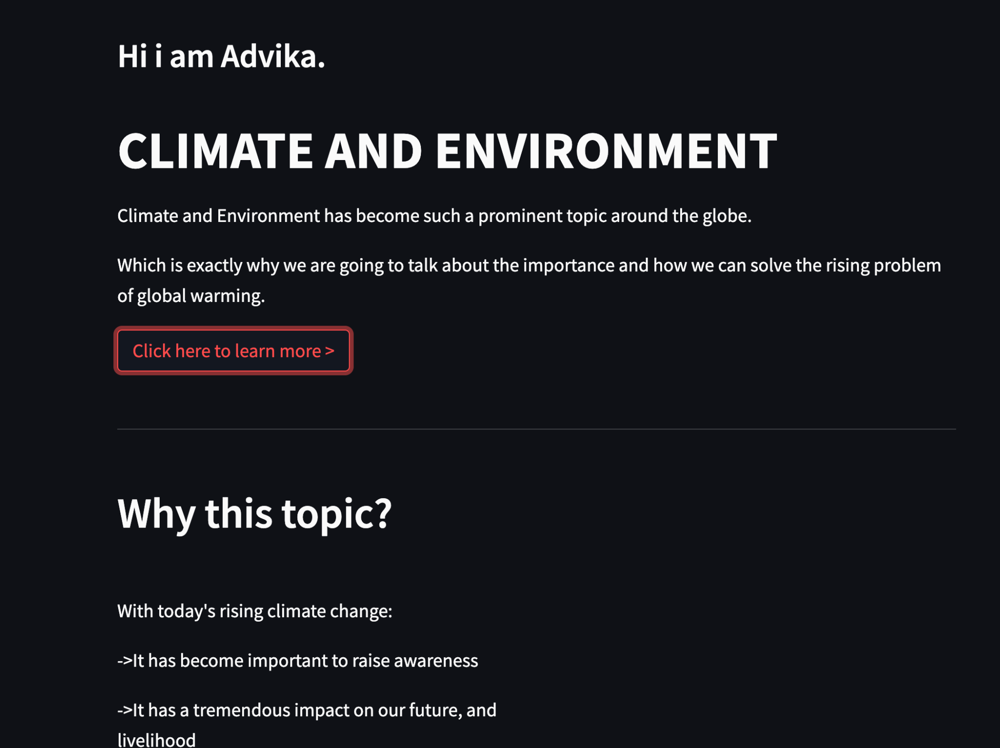 Hi i am Advika.
CLIMATE AND ENVIRONMENT
Climate and Environment has become such a prominent topic around the globe.
Which is exactly why we are going to talk about the importance and how we can solve the rising problem
of global warming.
Click here to learn more >
Why this topic?
With today's rising climate change:
->It has become important to raise awareness
->It has a tremendous impact on our future, and
livelihood